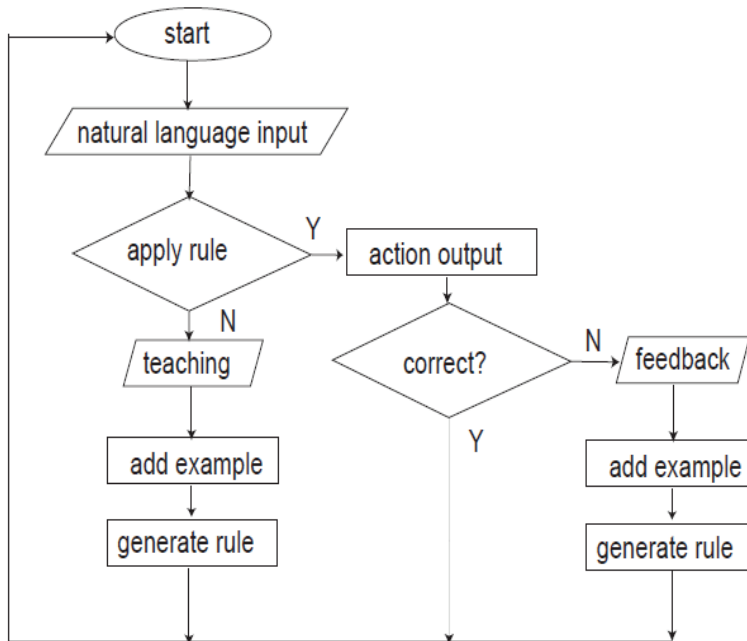 start
natural language input
apply rule
Y
action output
N
teaching
correct?
N
feedback
Y
add example
add example
generate rule
generate rule